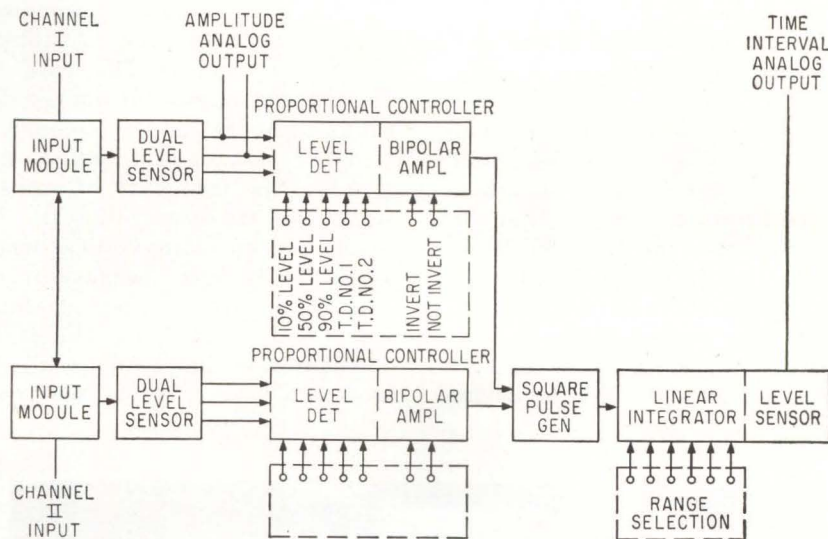 CHANNEL
I
INPUT
AMPLITUDE
ANALOG
OUTPUT
TIME
INTERVAL
ANALOG
OUTPUT
PROPORTIONAL CONTROLLER
INPUT
MODULE
DUAL
LEVEL
SENSOR
LEVEL
DET
BIPOLAR
AMPL
10% LEVEL
50% LEVEL
90% LEVEL
T.D. NO. 1
T.D. NO. 2
INVERT
NOT INVERT
PROPORTIONAL CONTROLLER
INPUT
MODULE
DUAL
LEVEL
SENSOR
LEVEL
DET
BIPOLAR
AMPL
SQUARE
PULSE
GEN
LINEAR
INTEGRATOR
LEVEL
SENSOR
CHANNEL
II
INPUT
RANGE
SELECTION